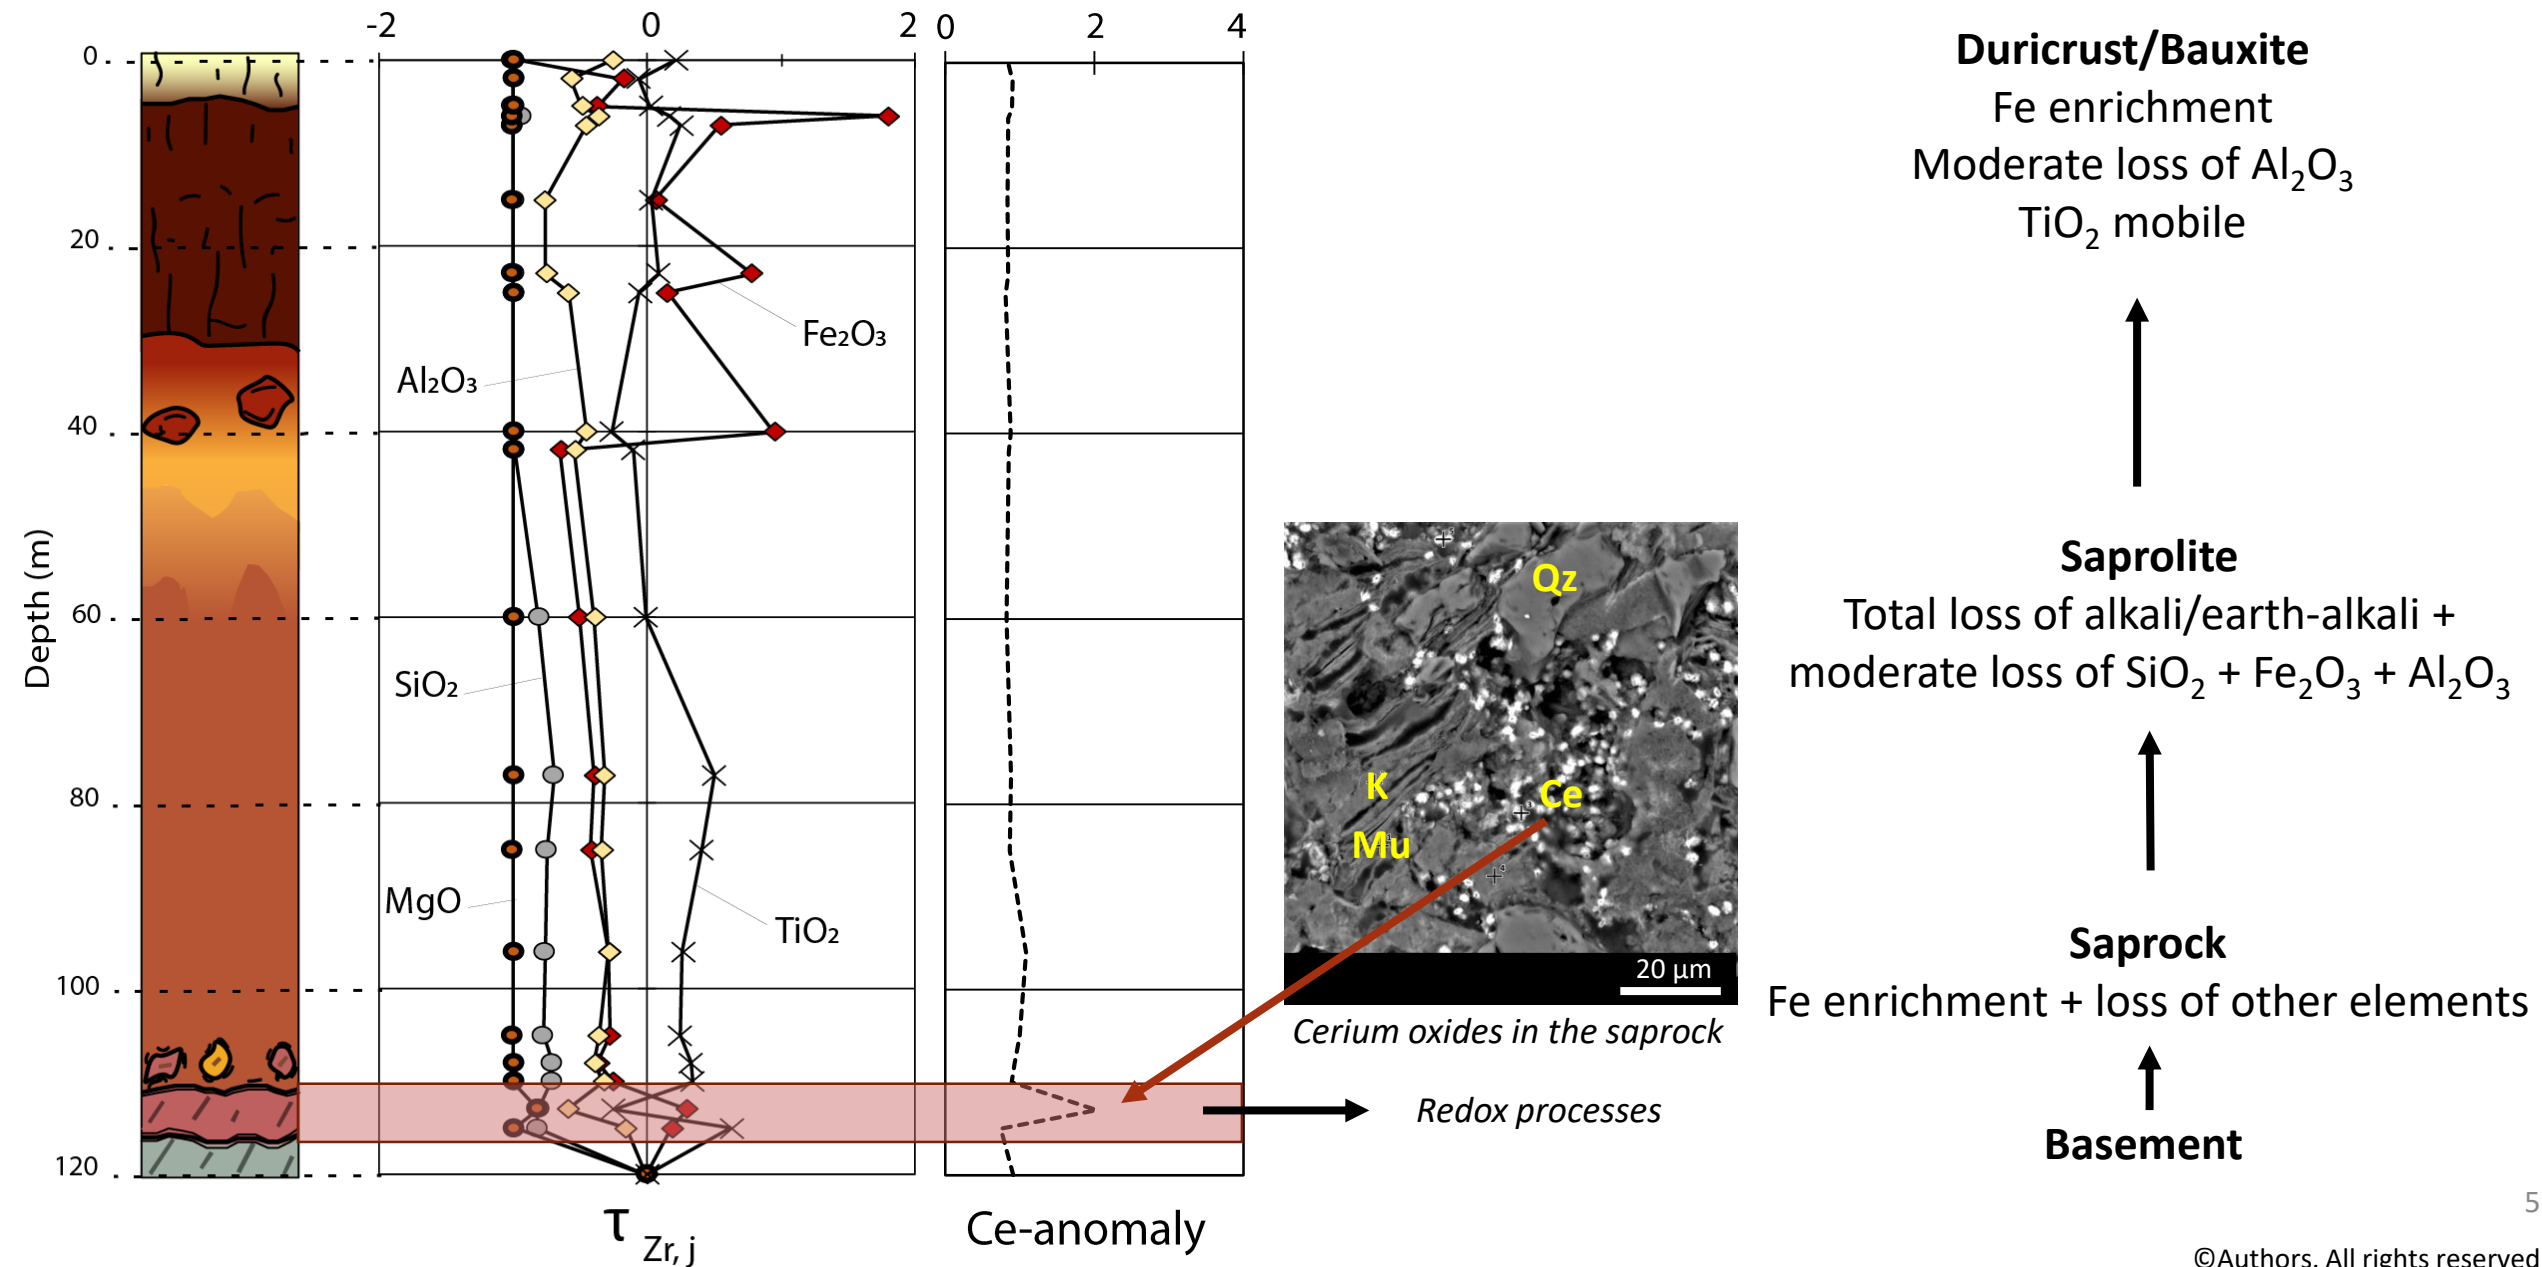 -2 0 2
0 2 4
0
20
40
60
80
100
120
Depth (m)
Fe₂O₃
Al₂O₃
SiO₂
MgO
TiO₂
τ Zr, j
Ce-anomaly
Qz
K
Ce
Mu
20 µm
Cerium oxides in the saprock
Redox processes
Duricrust/Bauxite
Fe enrichment
Moderate loss of Al₂O₃
TiO₂ mobile
Saprolite
Total loss of alkali/earth-alkali +
moderate loss of SiO₂ + Fe₂O₃ + Al₂O₃
Saprock
Fe enrichment + loss of other elements
Basement
5
©Authors. All rights reserved